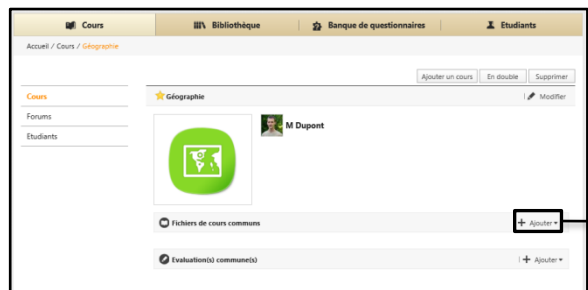 Cours Bibliothèque Banque de questionnaires Etudiants
Accueil / Cours / Géographie
Ajouter un cours En double Supprimer
Cours
Forums
Etudiants
Géographie Modifier
M Dupont
Fichiers de cours communs + Ajouter
Evaluation(s) commune(s) + Ajouter